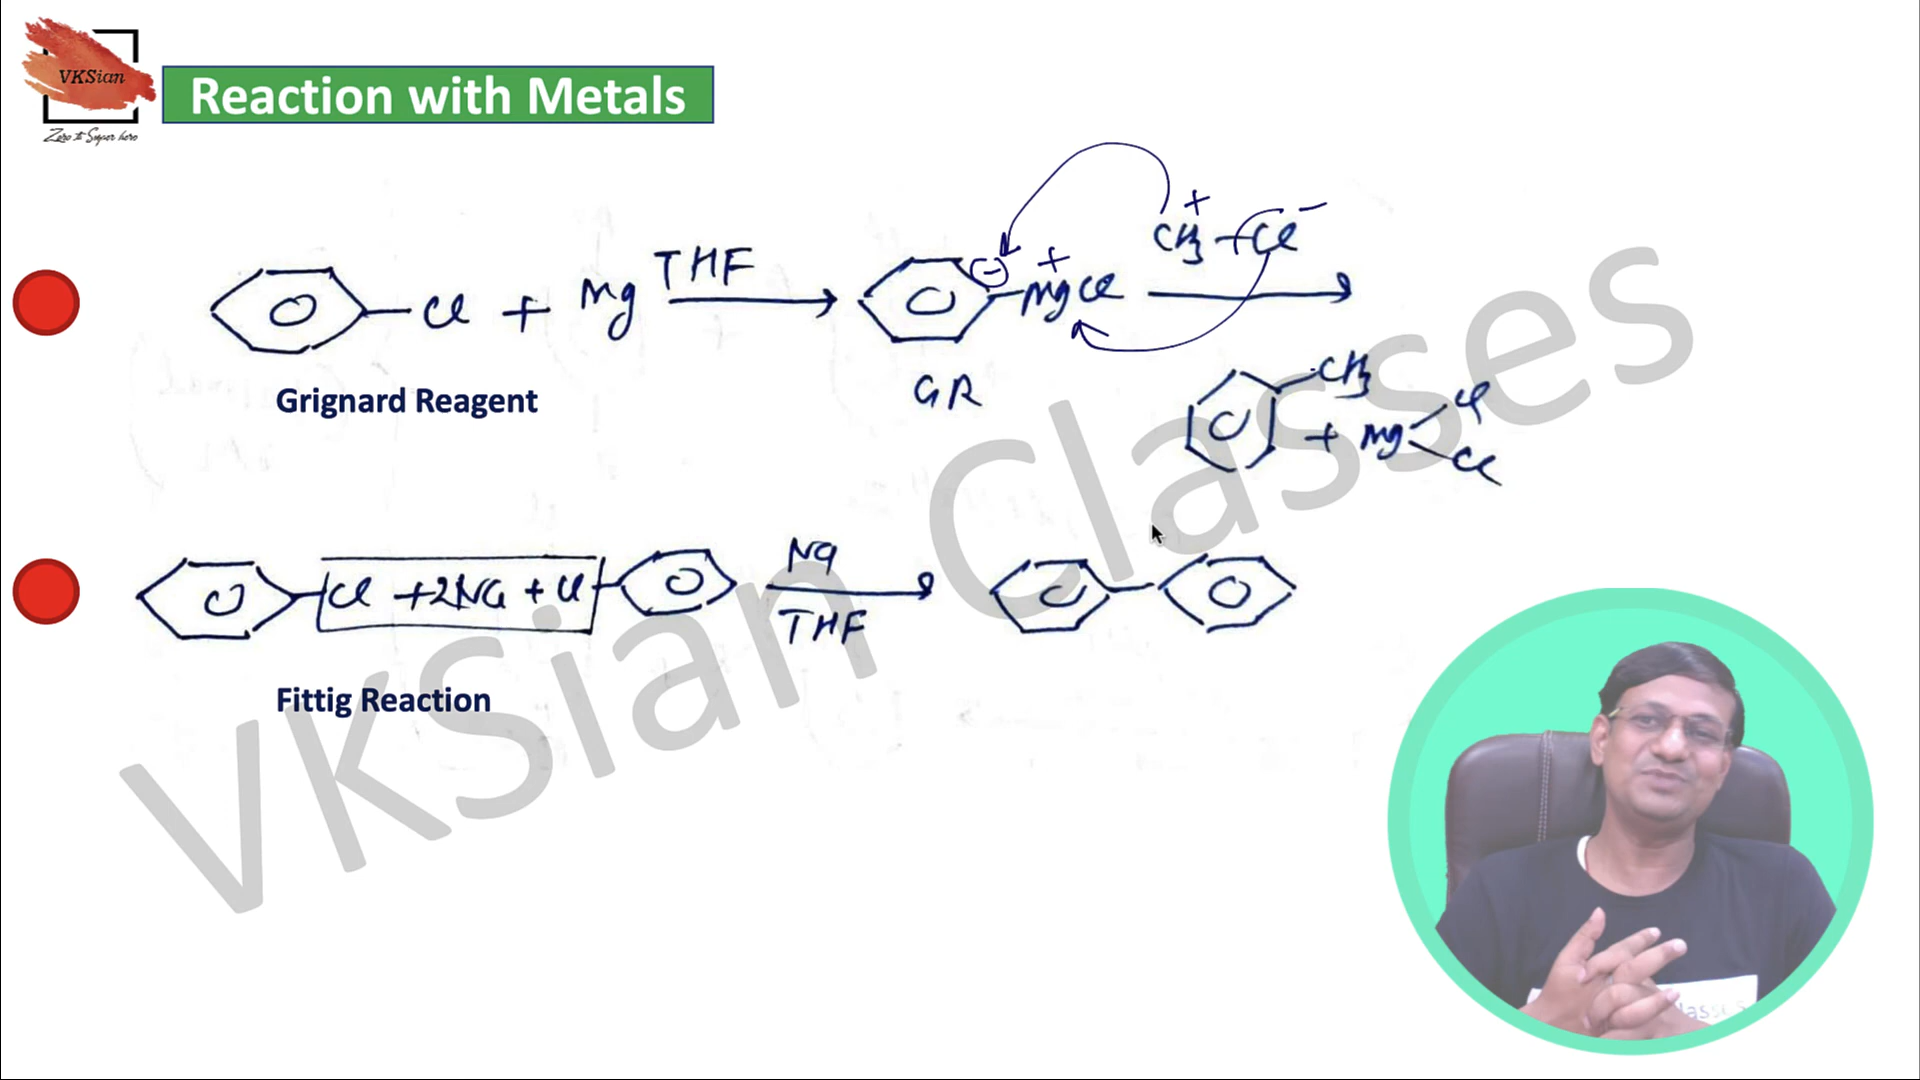 VKSian
Zero to Super hero
Reaction with Metals
Cl + Mg THF MgCl CH3 Cl
+ −
− +
Grignard Reagent
GR
CH3 + Mg Cl Cl
Cl + 2Na + Cl Na THF
Fittig Reaction
VKSian Classes